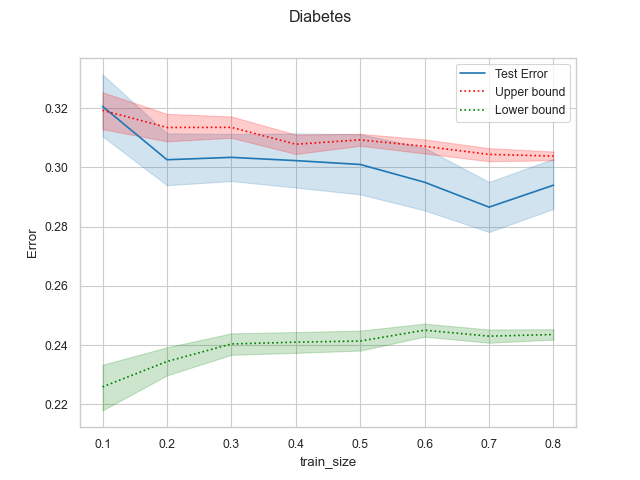 Diabetes
Test Error
Upper bound
Lower bound
Error
0.32
0.30
0.28
0.26
0.24
0.22
0.1 0.2 0.3 0.4 0.5 0.6 0.7 0.8
train_size